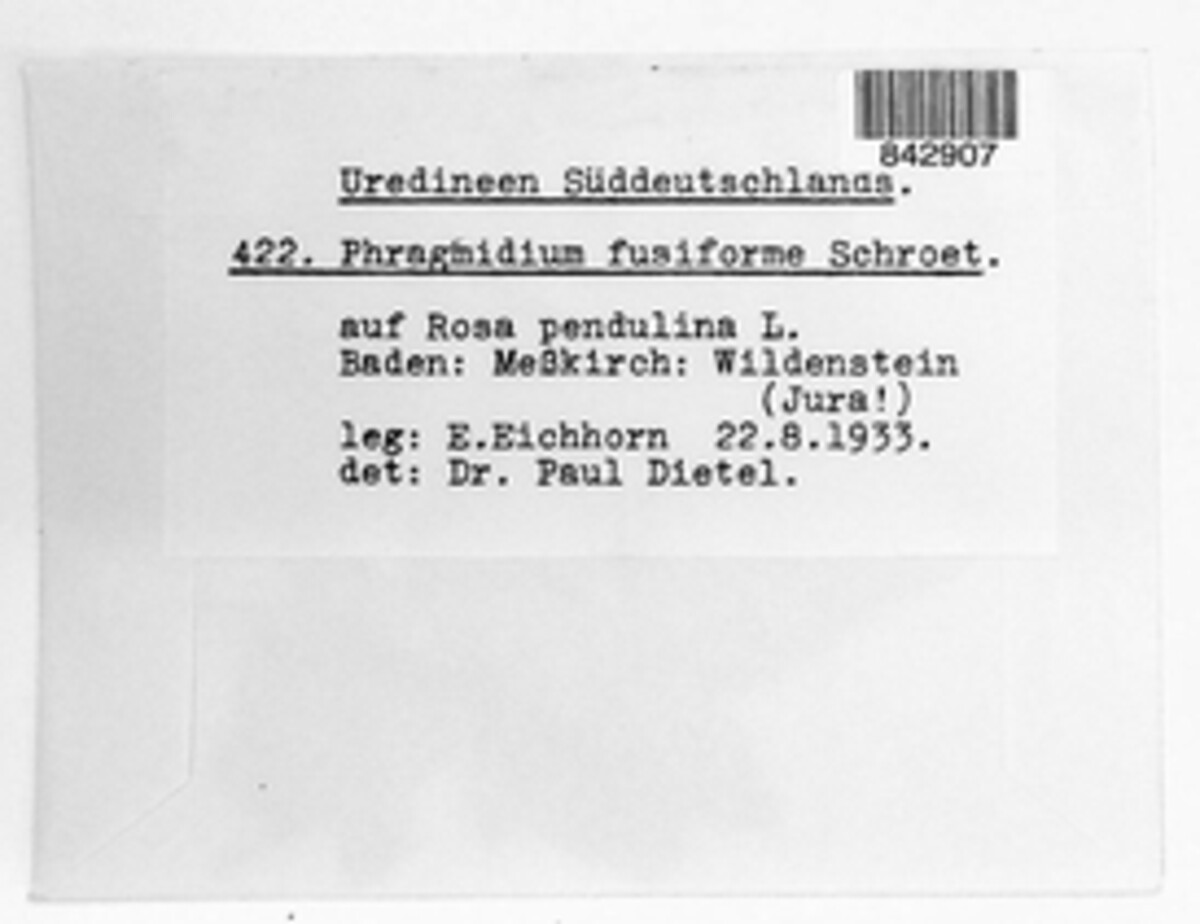 842907
Uredineen Süddeutschlands.
422. Phragmidium fusiforme Schroet.
auf Rosa pendulina L.
Baden: Meßkirch: Wildenstein
(Jura!)
leg: E.Eichhorn 22.8.1933.
det: Dr. Paul Dietel.